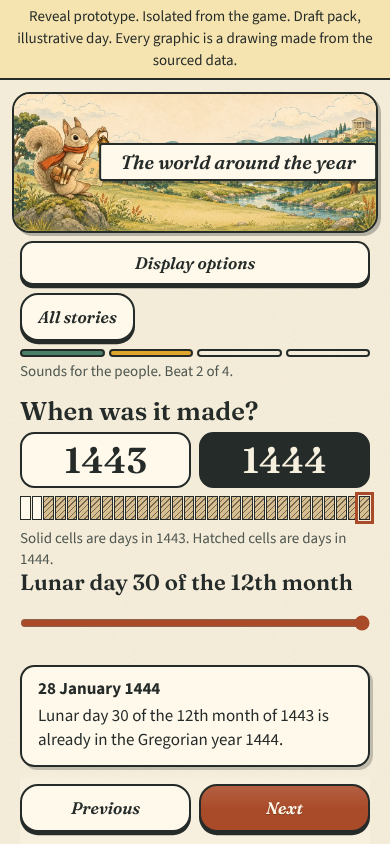 Reveal prototype. Isolated from the game. Draft pack,
illustrative day. Every graphic is a drawing made from the
sourced data.
The world around the year
Display options
All stories
Sounds for the people. Beat 2 of 4.
When was it made?
1443
1444
Solid cells are days in 1443. Hatched cells are days in
1444.
Lunar day 30 of the 12th month
28 January 1444
Lunar day 30 of the 12th month of 1443 is
already in the Gregorian year 1444.
Previous
Next